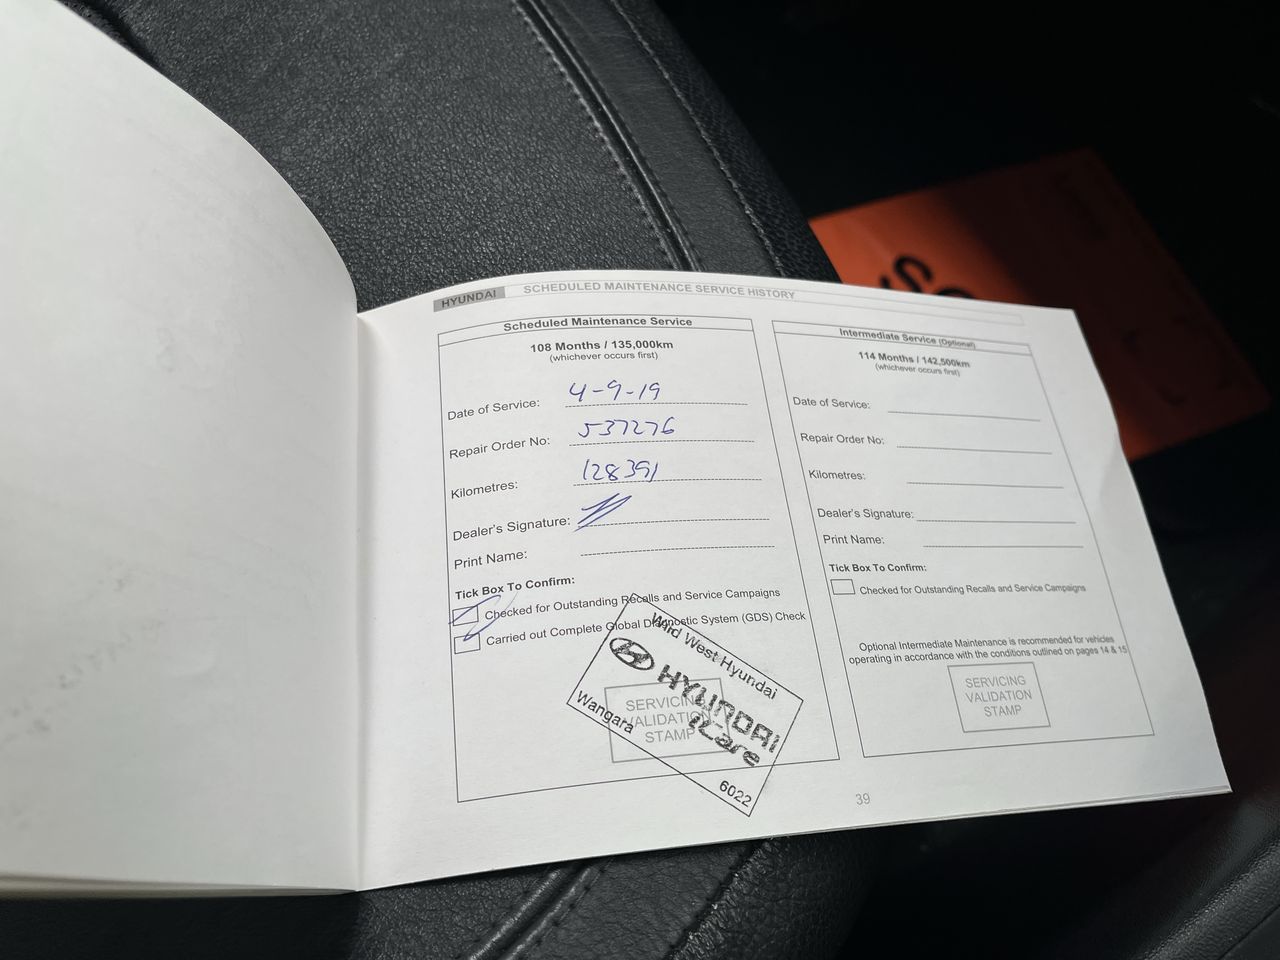 HYUNDAI SCHEDULED MAINTENANCE SERVICE HISTORY
Scheduled Maintenance Service
108 Months / 135,000km
(whichever occurs first)
Date of Service: 4-9-19
Repair Order No: 537276
Kilometres: 128391
Dealer's Signature:
Print Name:
Tick Box To Confirm:
Checked for Outstanding Recalls and Service Campaigns
Carried out Complete Global Diagnostic System (GDS) Check
SERVICING
VALIDATION
STAMP
West Hyundai
HYUNDAI
iCare
Wangara
6022
Intermediate Service (Optional)
114 Months / 142,500km
(whichever occurs first)
Date of Service:
Repair Order No:
Kilometres:
Dealer's Signature:
Print Name:
Tick Box To Confirm:
Checked for Outstanding Recalls and Service Campaigns
Optional Intermediate Maintenance is recommended for vehicles
operating in accordance with the conditions outlined on pages 14 & 15
SERVICING
VALIDATION
STAMP
39